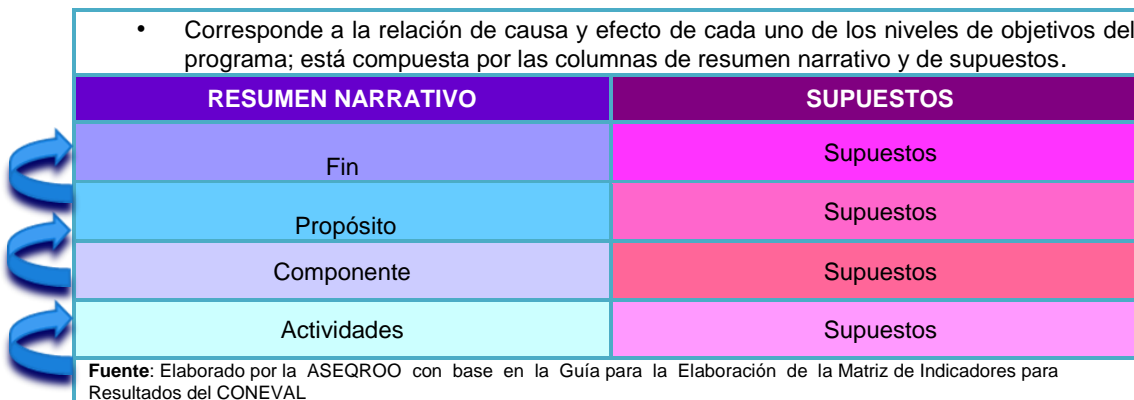 • Corresponde a la relación de causa y efecto de cada uno de los niveles de objetivos del
programa; está compuesta por las columnas de resumen narrativo y de supuestos.
RESUMEN NARRATIVO SUPUESTOS
Fin Supuestos
Propósito Supuestos
Componente Supuestos
Actividades Supuestos
Fuente: Elaborado por la ASEQROO con base en la Guía para la Elaboración de la Matriz de Indicadores para
Resultados del CONEVAL